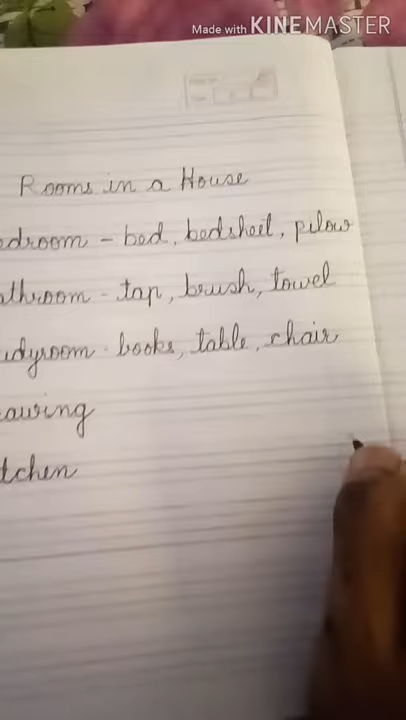 Made with KINEMASTER
Rooms in a House
edroom - bed, bedsheet, pilow
athroom - tap, brush, towel
udyroom - books, table, chair
rawing
tchen